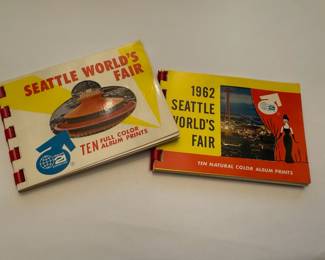 SEATTLE WORLD'S
FAIR
TEN FULL COLOR
ALBUM PRINTS
1962
SEATTLE
WORLD'S
FAIR
TEN NATURAL COLOR ALBUM PRINTS